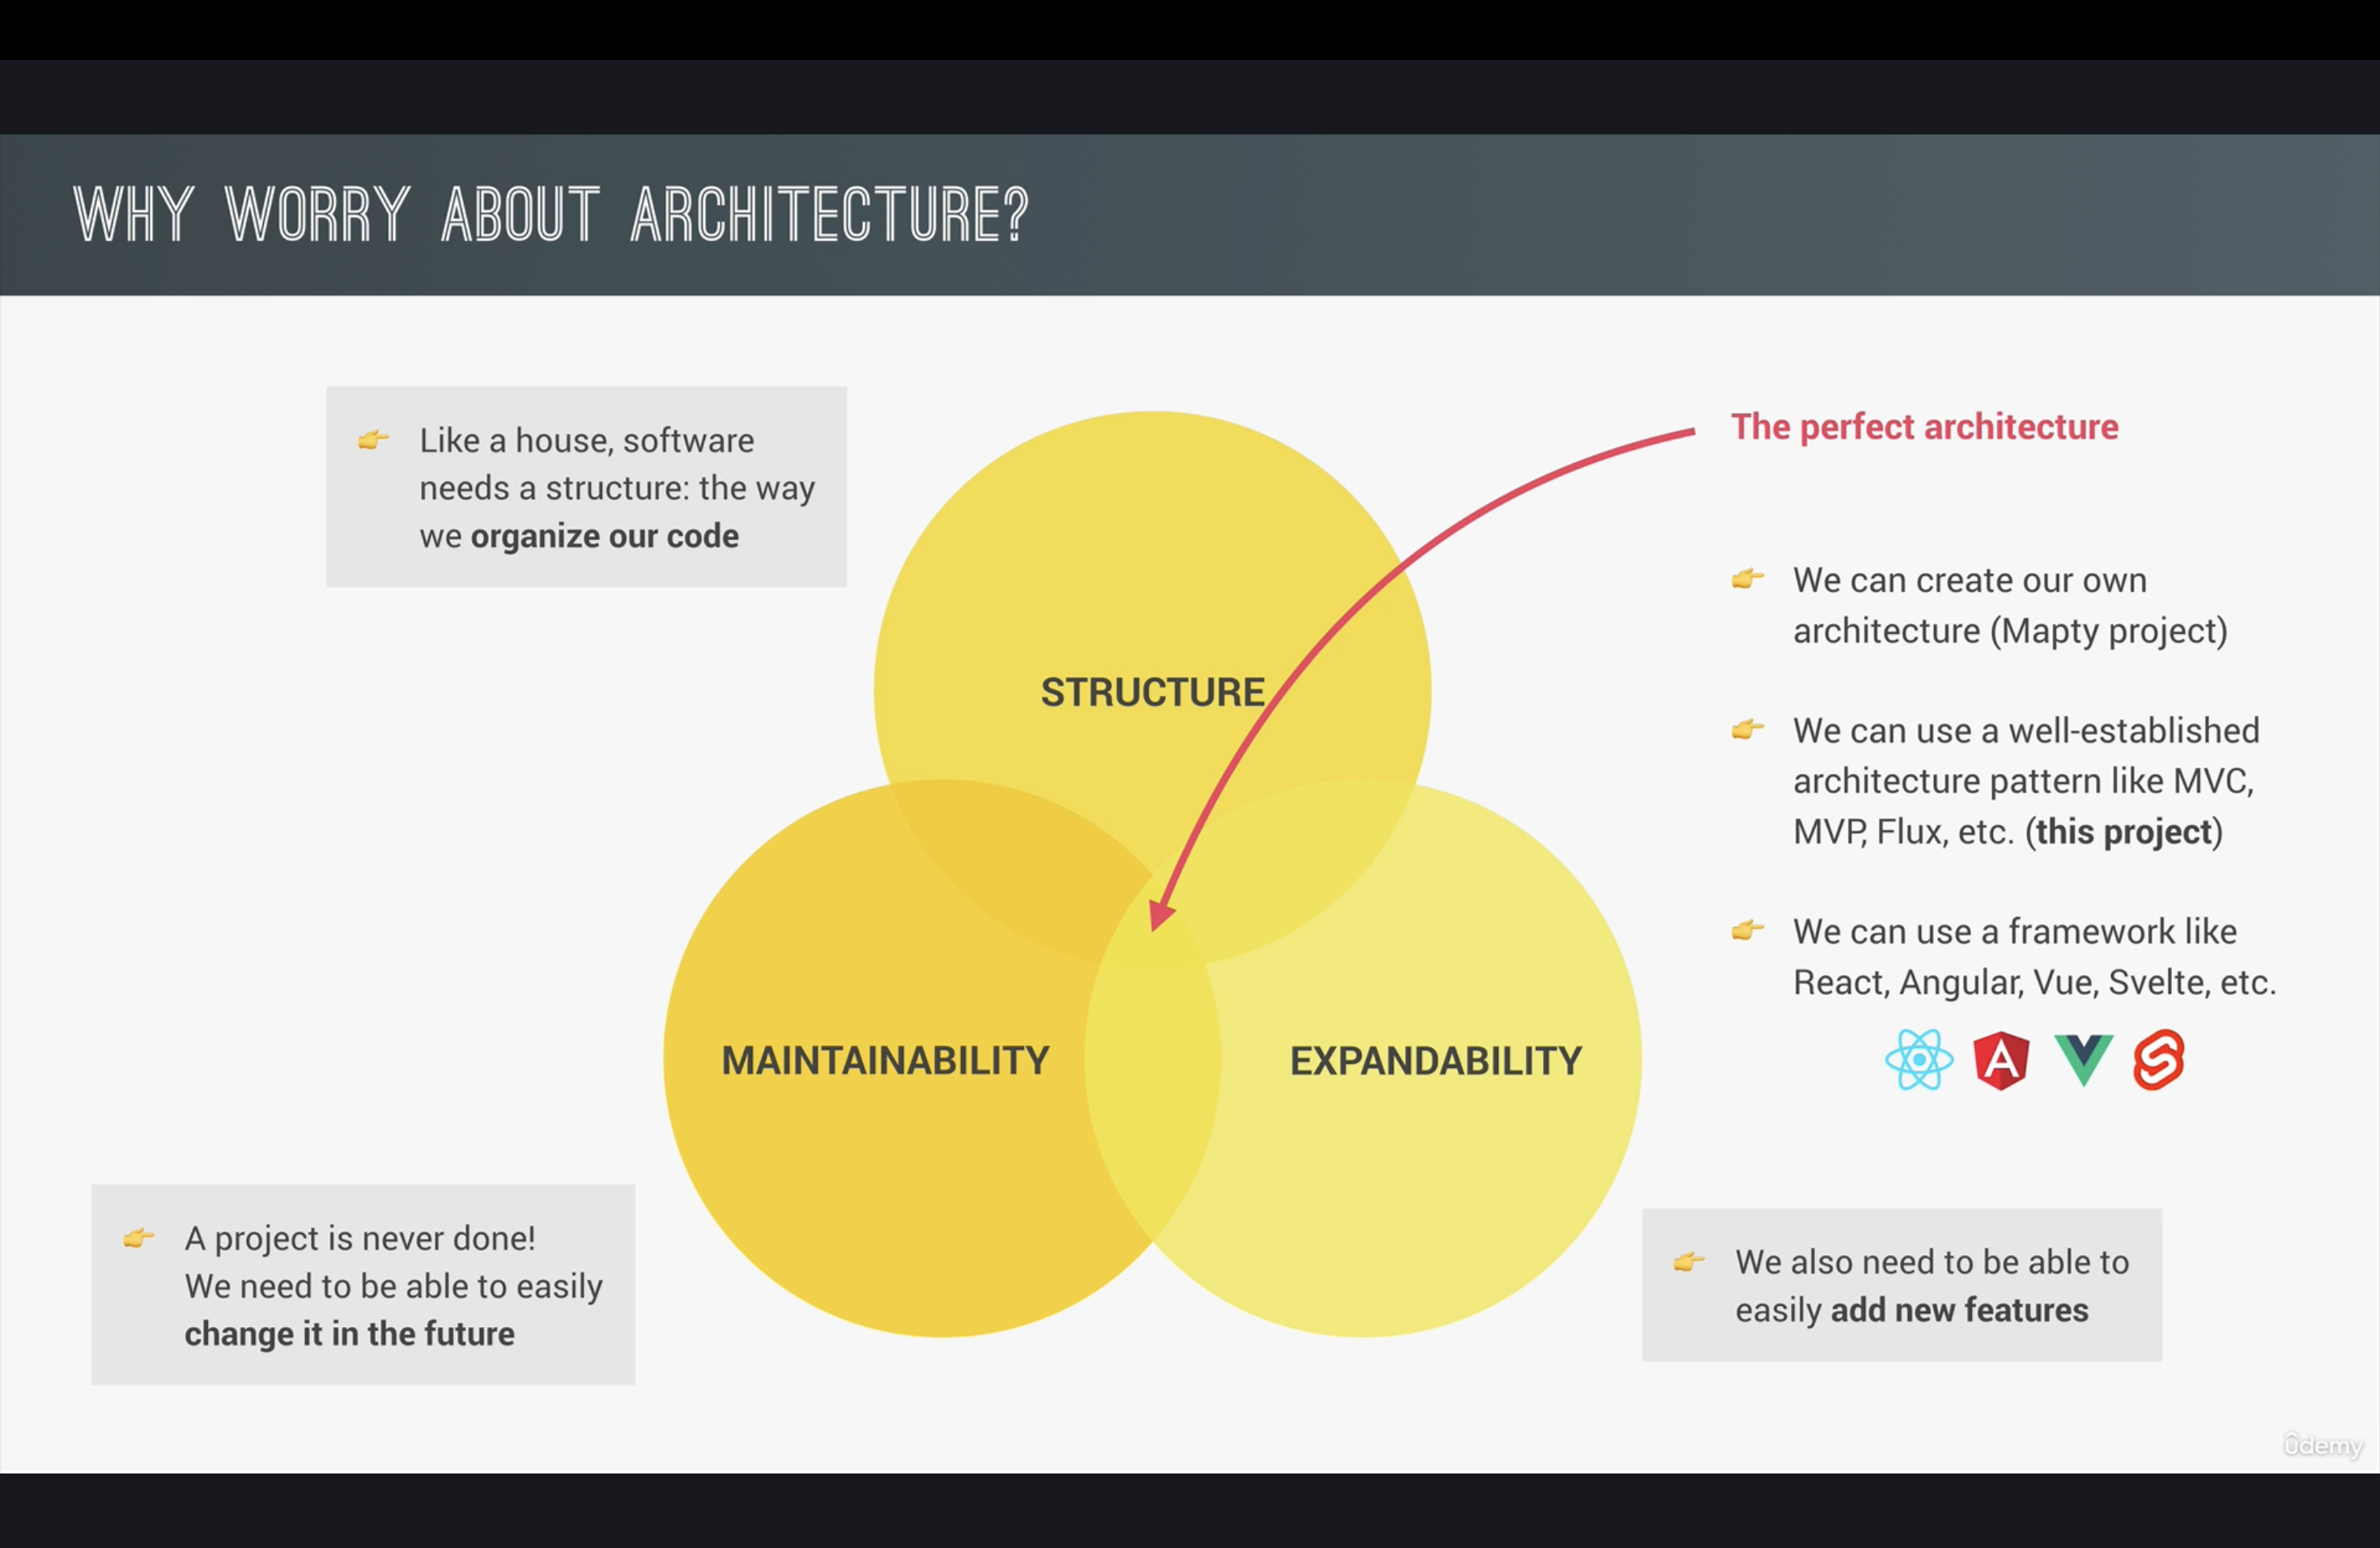 WHY WORRY ABOUT ARCHITECTURE?
👉 Like a house, software
needs a structure: the way
we organize our code
STRUCTURE
MAINTAINABILITY
EXPANDABILITY
👉 A project is never done!
We need to be able to easily
change it in the future
The perfect architecture
👉 We can create our own
architecture (Mapty project)
👉 We can use a well-established
architecture pattern like MVC,
MVP, Flux, etc. (this project)
👉 We can use a framework like
React, Angular, Vue, Svelte, etc.
👉 We also need to be able to
easily add new features
udemy